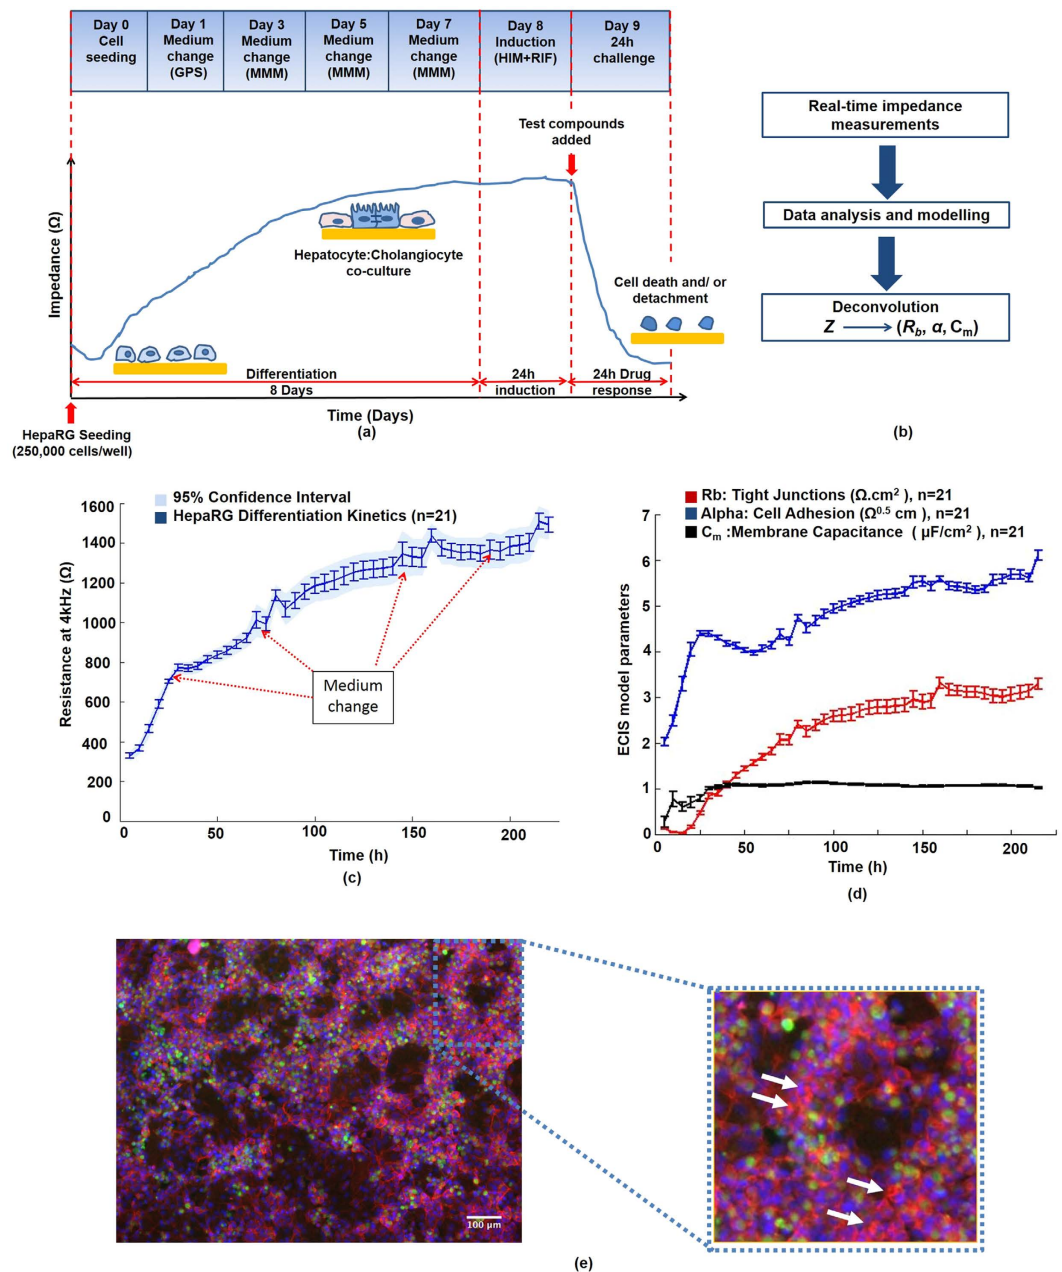 Day 0
Cell
seeding
Day 1
Medium
change
(GPS)
Day 3
Medium
change
(MMM)
Day 5
Medium
change
(MMM)
Day 7
Medium
change
(MMM)
Day 8
Induction
(HIM+RIF)
Day 9
24h
challenge
Test compounds
added
Impedance (Ω)
Hepatocyte:Cholangiocyte
co-culture
Cell death and/ or
detachment
Differentiation
8 Days
24h
induction
24h Drug
response
Time (Days)
(a)
HepaRG Seeding
(250,000 cells/well)
Real-time impedance
measurements
Data analysis and modelling
Deconvolution
Z (Rb, α, Cm)
(b)
95% Confidence Interval
HepaRG Differentiation Kinetics (n=21)
Resistance at 4kHz (Ω)
1600
1400
1200
1000
800
600
400
200
0
Medium
change
0 50 100 150 200
Time (h)
(c)
Rb: Tight Junctions (Ω.cm²), n=21
Alpha: Cell Adhesion (Ω⁰·⁵ cm), n=21
Cm :Membrane Capacitance ( μF/cm²), n=21
ECIS model parameters
7
6
5
4
3
2
1
0
0 50 100 150 200
Time (h)
(d)
100 μm
(e)